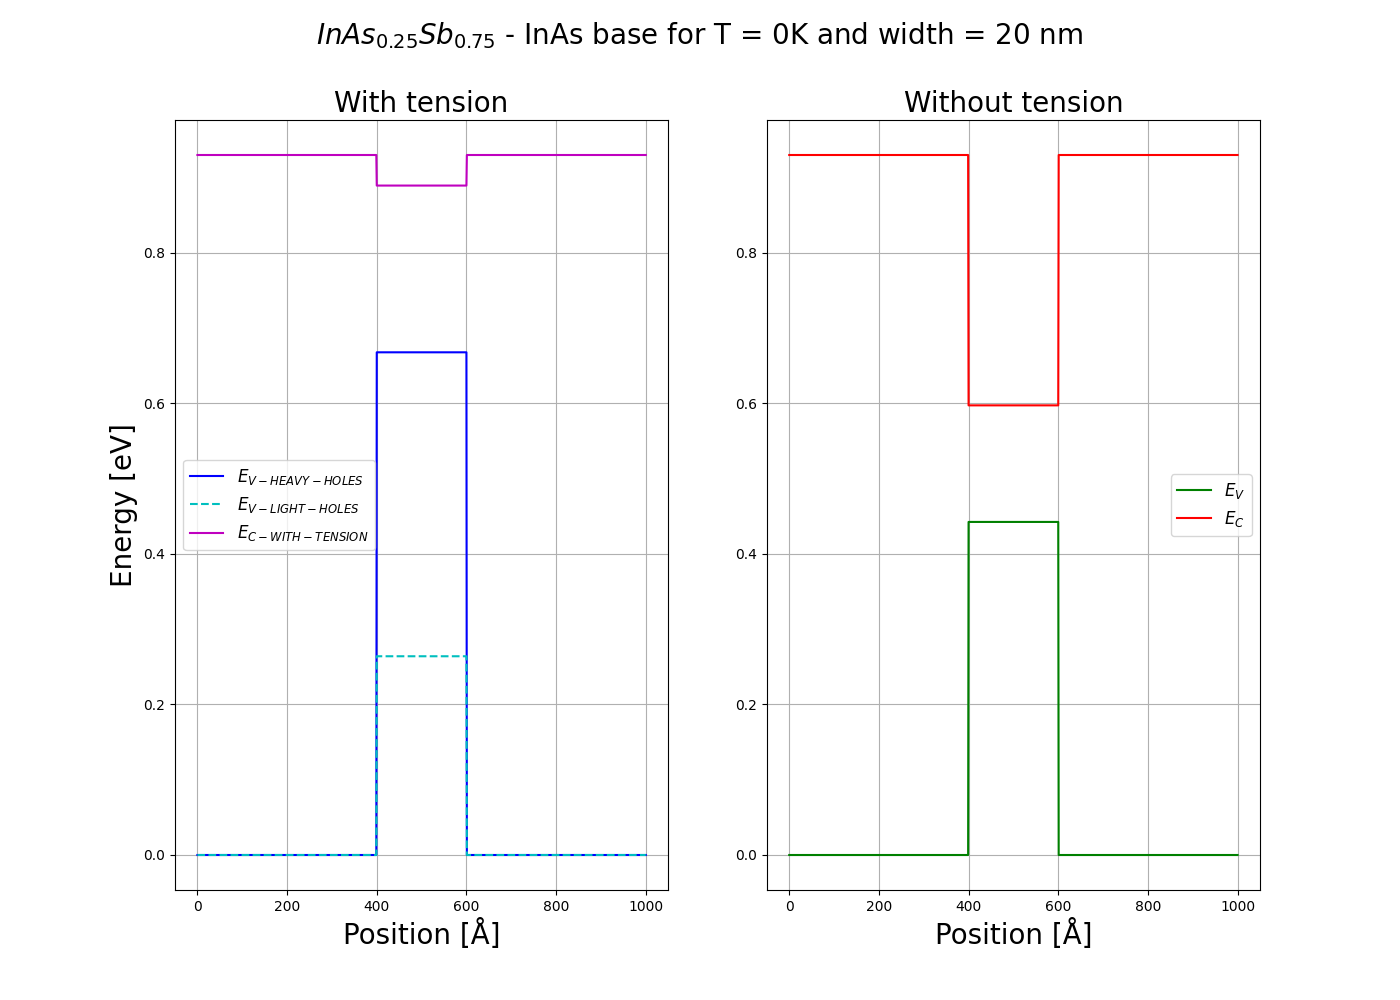 InAs0.25Sb0.75 - InAs base for T = 0K and width = 20 nm
With tension
Without tension
Energy [eV]
0.8
0.6
0.4
0.2
0.0
EV−HEAVY−HOLES
EV−LIGHT−HOLES
EC−WITH−TENSION
0 200 400 600 800 1000
Position [Å]
0.8
0.6
0.4
0.2
0.0
EV
EC
0 200 400 600 800 1000
Position [Å]